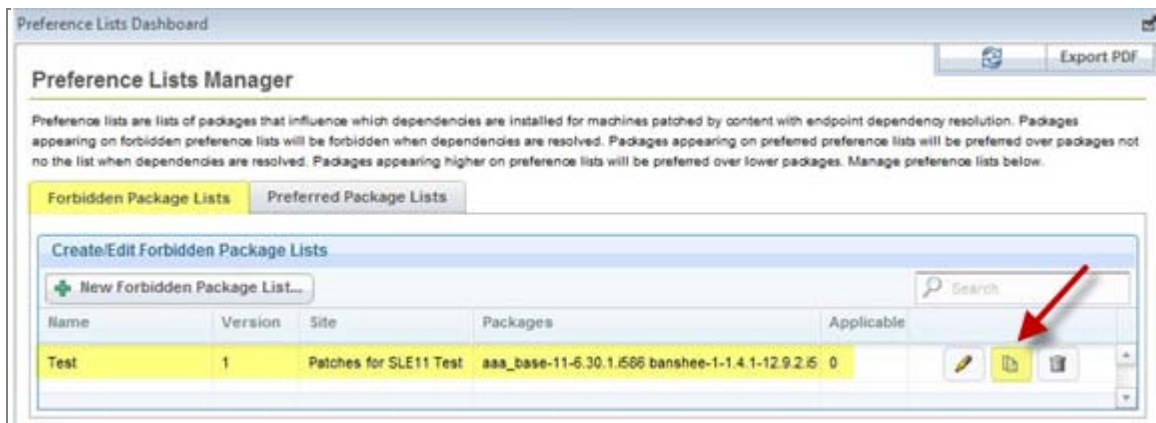 Preference Lists Dashboard
Export PDF
Preference Lists Manager
Preference lists are lists of packages that influence which dependencies are installed for machines patched by content with endpoint dependency resolution. Packages
appearing on forbidden preference lists will be forbidden when dependencies are resolved. Packages appearing on preferred preference lists will be preferred over packages not
no the list when dependencies are resolved. Packages appearing higher on preference lists will be preferred over lower packages. Manage preference lists below.
Forbidden Package Lists Preferred Package Lists
Create/Edit Forbidden Package Lists
New Forbidden Package List... Search
Name Version Site Packages Applicable
Test 1 Patches for SLE11 Test aaa_base-11-6.30.1.i586 banshee-1-1.4.1-12.9.2.i5 0